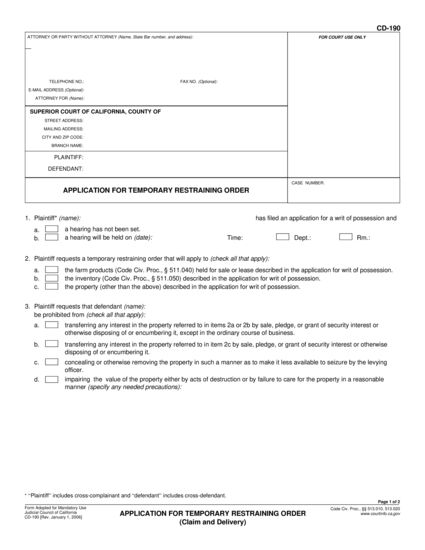 CD-190
ATTORNEY OR PARTY WITHOUT ATTORNEY (Name, State Bar number, and address):
FOR COURT USE ONLY
TELEPHONE NO.:
FAX NO. (Optional):
E-MAIL ADDRESS (Optional):
ATTORNEY FOR (Name):
SUPERIOR COURT OF CALIFORNIA, COUNTY OF
STREET ADDRESS:
MAILING ADDRESS:
CITY AND ZIP CODE:
BRANCH NAME:
PLAINTIFF:
DEFENDANT:
APPLICATION FOR TEMPORARY RESTRAINING ORDER
CASE NUMBER:
1. Plaintiff* (name): has filed an application for a writ of possession and
a. a hearing has not been set.
b. a hearing will be held on (date): Time: Dept.: Rm.:
2. Plaintiff requests a temporary restraining order that will apply to (check all that apply):
a. the farm products (Code Civ. Proc., § 511.040) held for sale or lease described in the application for writ of possession.
b. the inventory (Code Civ. Proc., § 511.050) described in the application for writ of possession.
c. the property (other than the above) described in the application for writ of possession.
3. Plaintiff requests that defendant (name):
be prohibited from (check all that apply):
a. transferring any interest in the property referred to in items 2a or 2b by sale, pledge, or grant of security interest or
otherwise disposing of or encumbering it, except in the ordinary course of business.
b. transferring any interest in the property referred to in item 2c by sale, pledge, or grant of security interest or otherwise
disposing of or encumbering it.
c. concealing or otherwise removing the property in such a manner as to make it less available to seizure by the levying
officer.
d. impairing the value of the property either by acts of destruction or by failure to care for the property in a reasonable
manner (specify any needed precautions):
* "Plaintiff" includes cross-complainant and "defendant" includes cross-defendant.
Page 1 of 2
Form Adopted for Mandatory Use
Judicial Council of California
CD-190 [Rev. January 1, 2006]
APPLICATION FOR TEMPORARY RESTRAINING ORDER
(Claim and Delivery)
Code Civ. Proc., §§ 513.010, 513.020
www.courtinfo.ca.gov